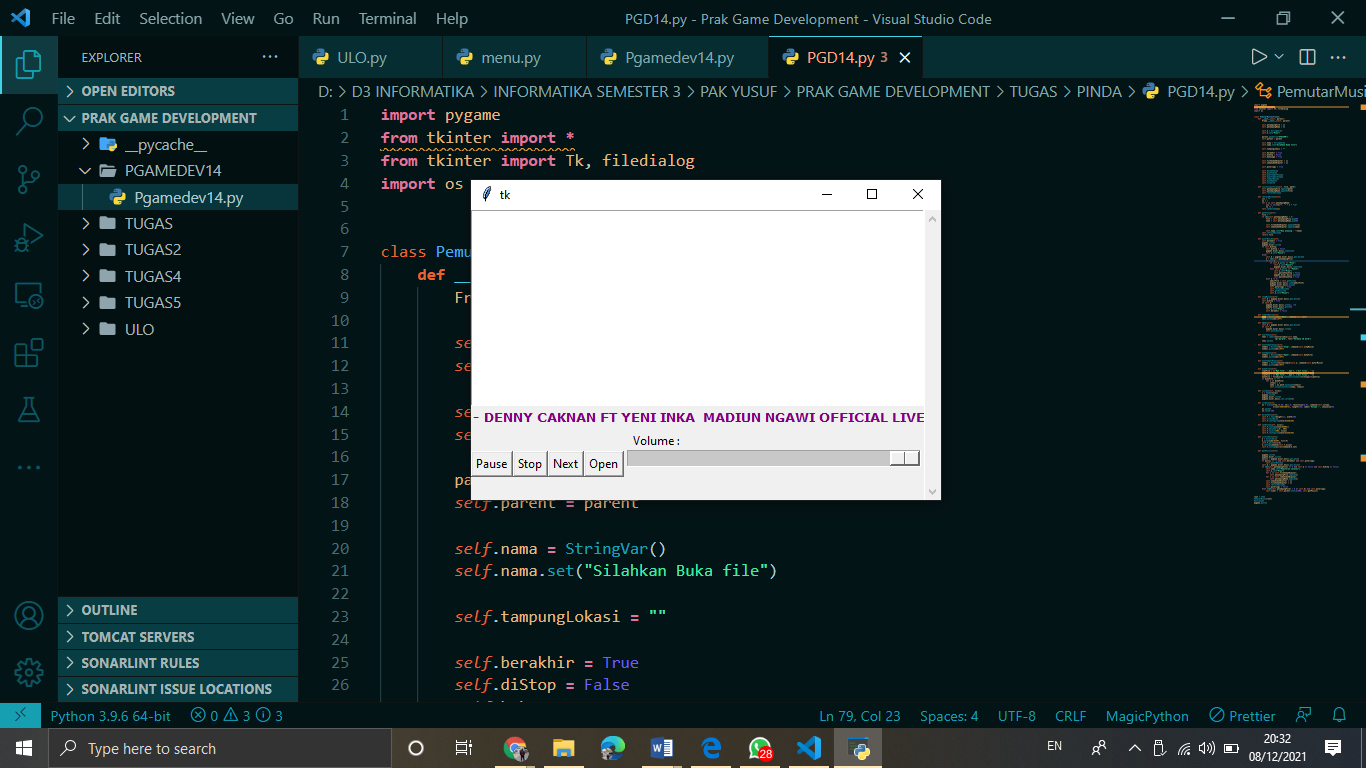 File Edit Selection View Go Run Terminal Help PGD14.py - Prak Game Development - Visual Studio Code
EXPLORER
ULO.py menu.py Pgamedev14.py PGD14.py 3
OPEN EDITORS
PRAK GAME DEVELOPMENT
__pycache__
PGAMEDEV14
Pgamedev14.py
TUGAS
TUGAS2
TUGAS4
TUGAS5
ULO
OUTLINE
TOMCAT SERVERS
SONARLINT RULES
SONARLINT ISSUE LOCATIONS
D: > D3 INFORMATIKA > INFORMATIKA SEMESTER 3 > PAK YUSUF > PRAK GAME DEVELOPMENT > TUGAS > PINDA > PGD14.py > PemutarMusi
1 import pygame
2 from tkinter import *
3 from tkinter import Tk, filedialog
4 import os
5
6
7 class Pemu
8 def __
9 Fr
10
11 se
12 se
13
14 se
15 se
16
17 pa
18 self.parent = parent
19
20 self.nama = StringVar()
21 self.nama.set("Silahkan Buka file")
22
23 self.tampungLokasi = ""
24
25 self.berakhir = True
26 self.diStop = False
tk
- DENNY CAKNAN FT YENI INKA MADIUN NGAWI OFFICIAL LIVE
Volume :
Pause Stop Next Open
Python 3.9.6 64-bit 0 3 3 Ln 79, Col 23 Spaces: 4 UTF-8 CRLF MagicPython Prettier
Type here to search
28
EN
20:32
08/12/2021